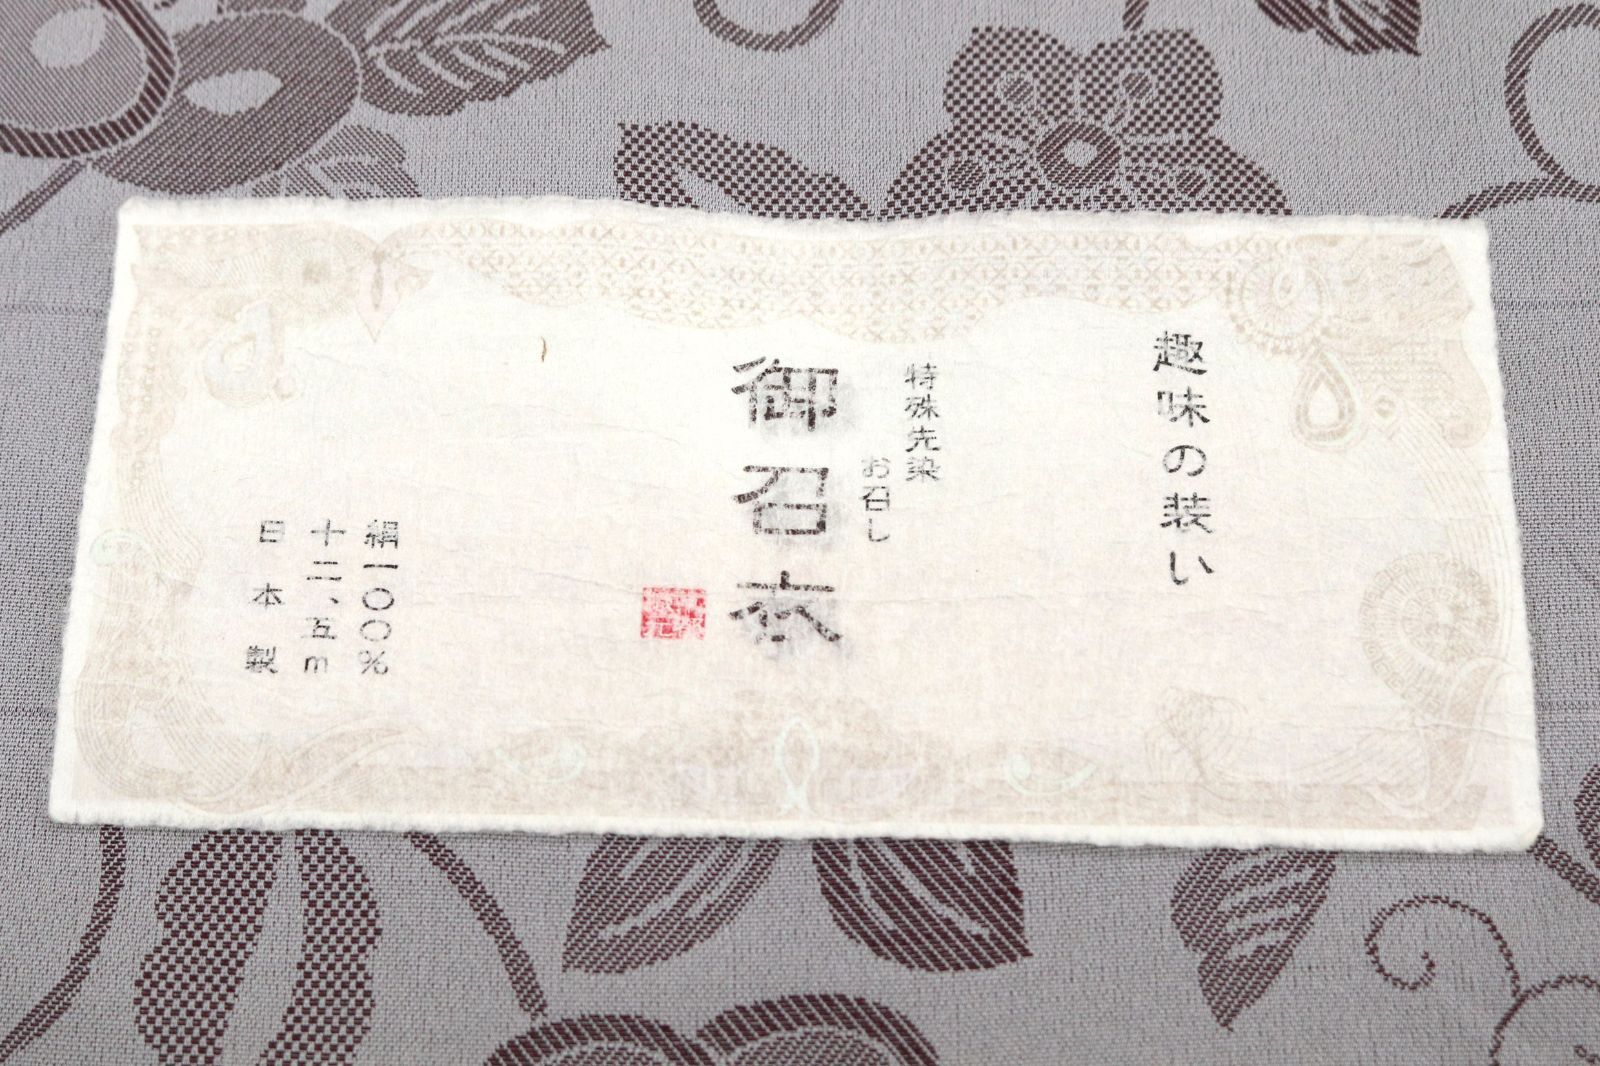 趣味の装い
特殊先染
お召し
御召衣
絹一〇〇%
十二、五m
日本製